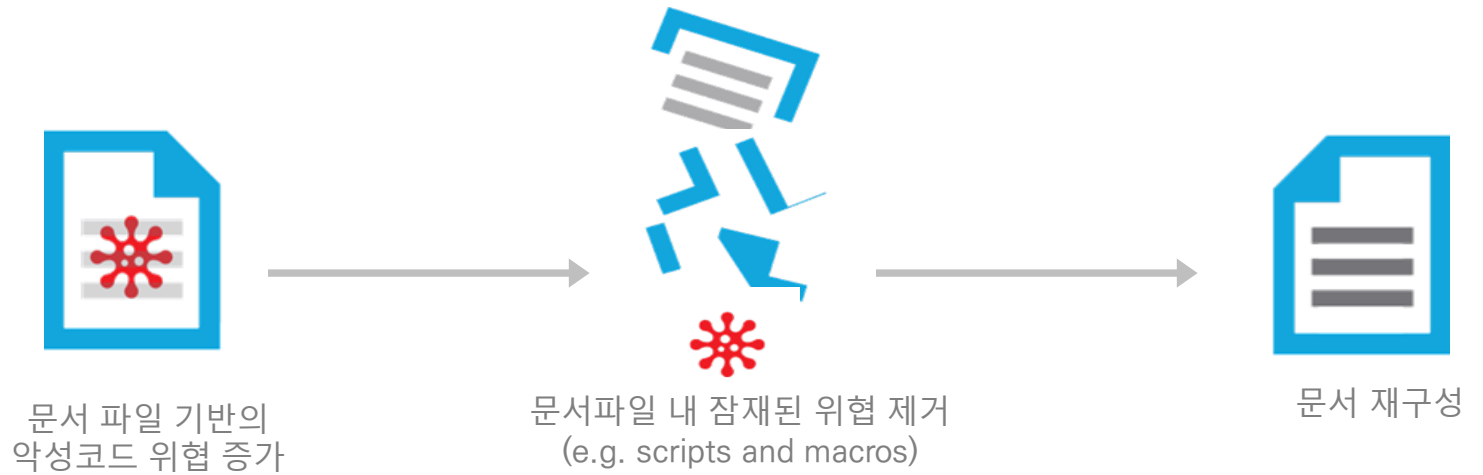 문서 파일 기반의
악성코드 위협 증가
문서파일 내 잠재된 위협 제거
(e.g. scripts and macros)
문서 재구성